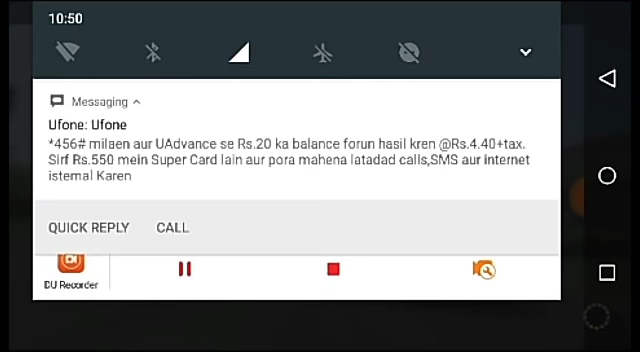 10:50
Messaging
Ufone: Ufone
*456# milaen aur UAdvance se Rs.20 ka balance forun hasil kren @Rs.4.40+tax.
Sirf Rs.550 mein Super Card lain aur pora mahena latadad calls,SMS aur internet
istemal Karen
QUICK REPLY CALL
DU Recorder